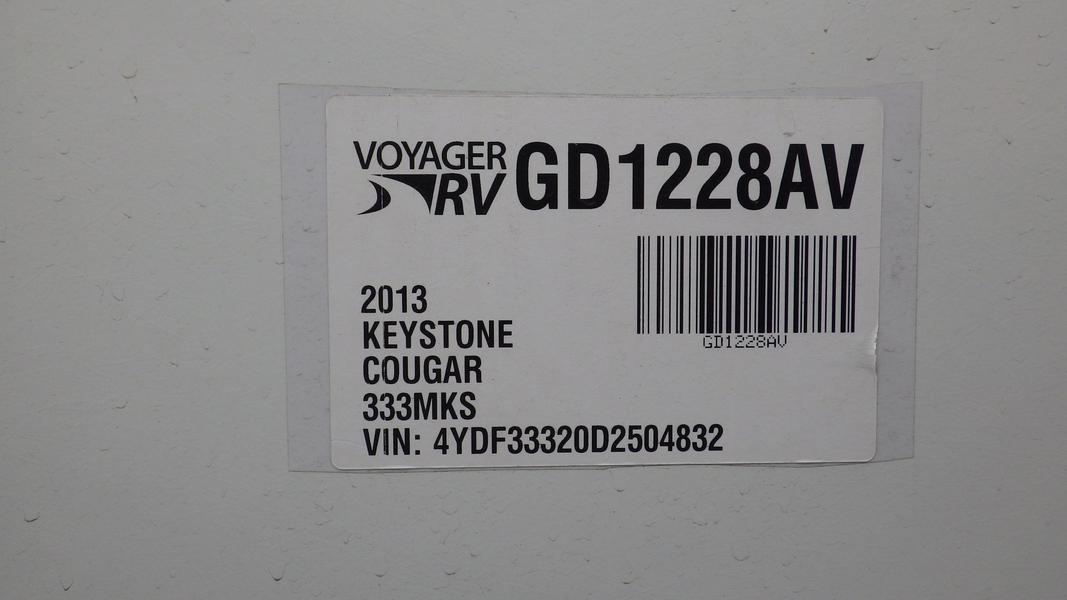 VOYAGER
RV
GD1228AV
GD1228AV
2013
KEYSTONE
COUGAR
333MKS
VIN: 4YDF33320D2504832